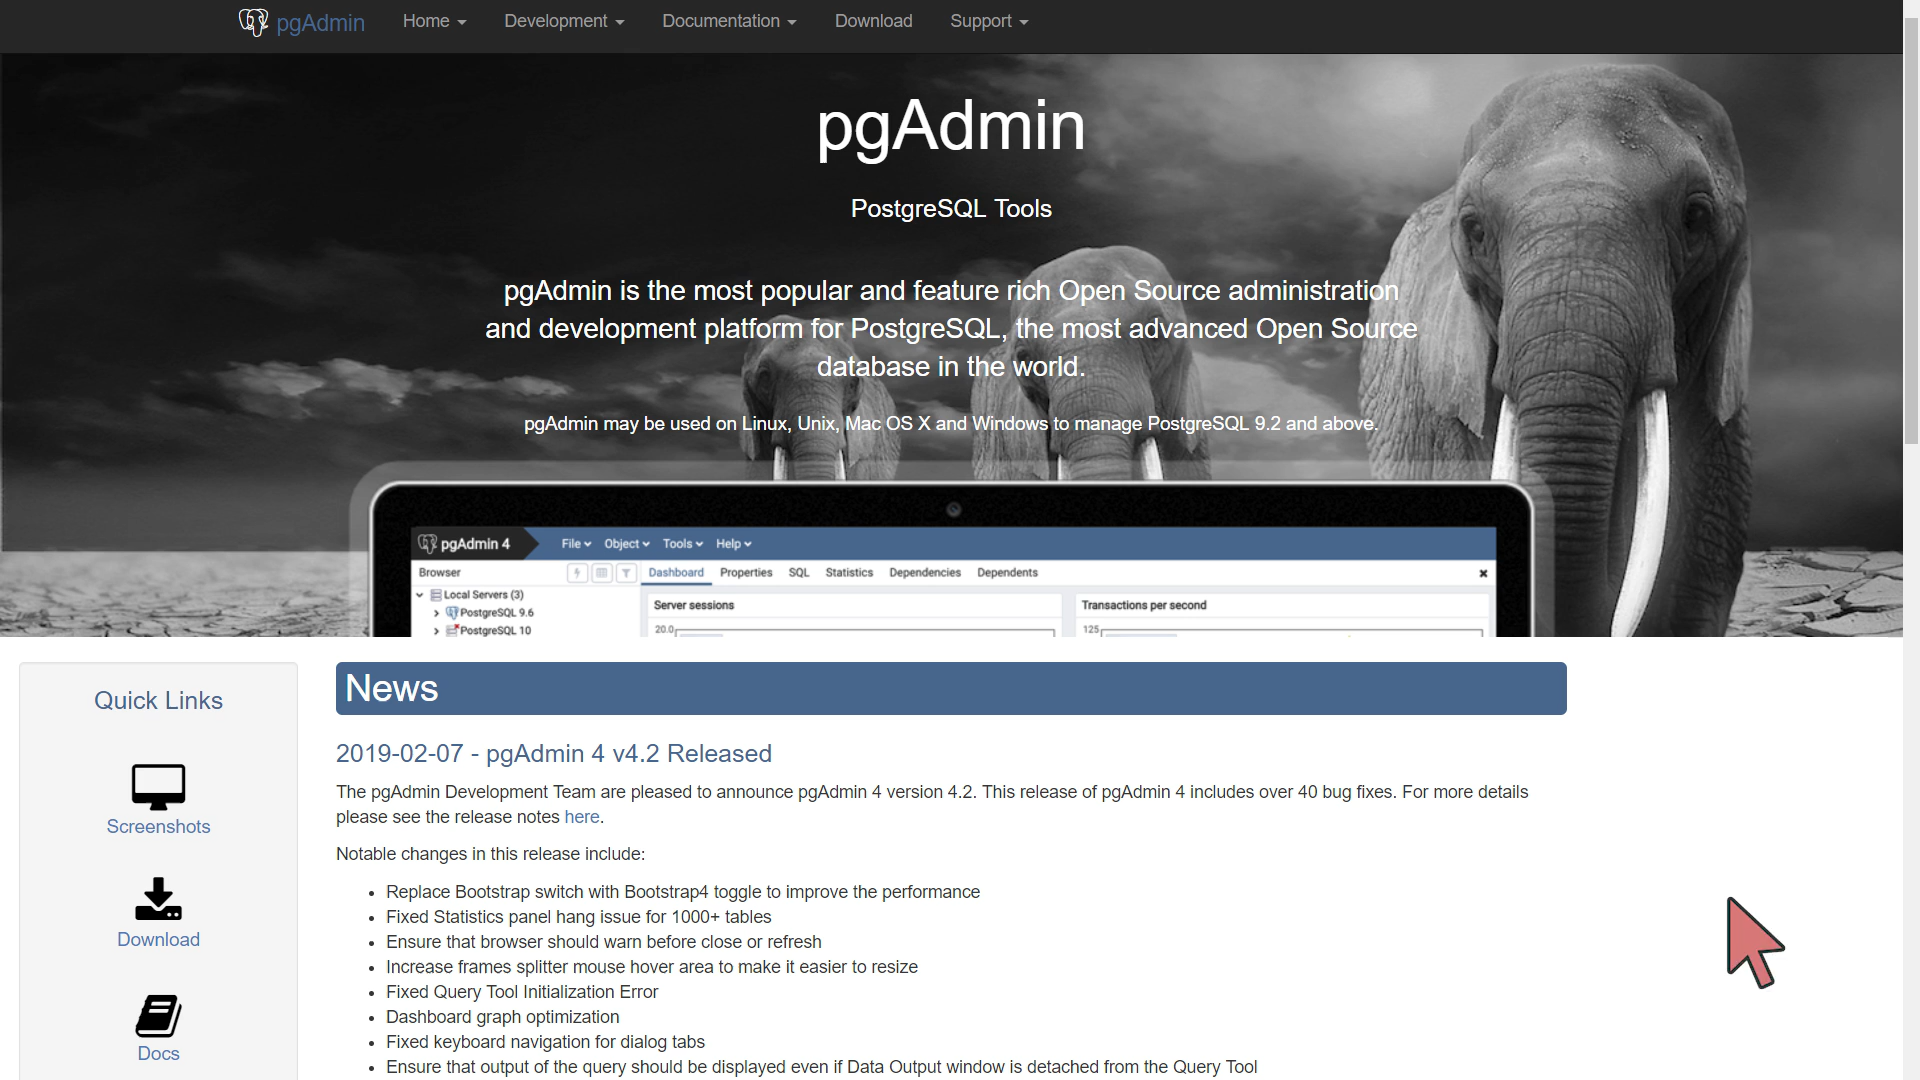 pgAdmin Home Development Documentation Download Support
pgAdmin
PostgreSQL Tools
pgAdmin is the most popular and feature rich Open Source administration
and development platform for PostgreSQL, the most advanced Open Source
database in the world.
pgAdmin may be used on Linux, Unix, Mac OS X and Windows to manage PostgreSQL 9.2 and above.
pgAdmin 4 File Object Tools Help
Browser Dashboard Properties SQL Statistics Dependencies Dependents
Local Servers (3)
PostgreSQL 9.6
PostgreSQL 10
Server sessions
20.0
Transactions per second
125
Quick Links
Screenshots
Download
Docs
News
2019-02-07 - pgAdmin 4 v4.2 Released
The pgAdmin Development Team are pleased to announce pgAdmin 4 version 4.2. This release of pgAdmin 4 includes over 40 bug fixes. For more details
please see the release notes here.
Notable changes in this release include:
• Replace Bootstrap switch with Bootstrap4 toggle to improve the performance
• Fixed Statistics panel hang issue for 1000+ tables
• Ensure that browser should warn before close or refresh
• Increase frames splitter mouse hover area to make it easier to resize
• Fixed Query Tool Initialization Error
• Dashboard graph optimization
• Fixed keyboard navigation for dialog tabs
• Ensure that output of the query should be displayed even if Data Output window is detached from the Query Tool